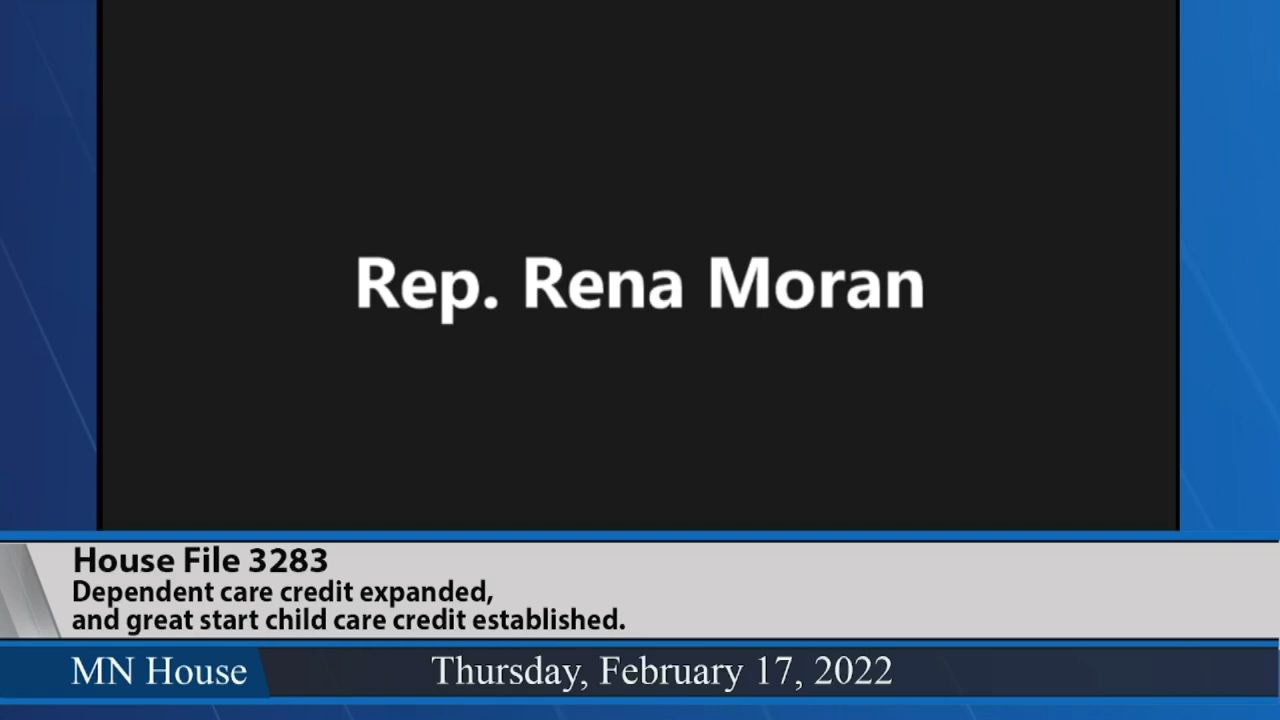 Rep. Rena Moran
House File 3283
Dependent care credit expanded,
and great start child care credit established.
MN House
Thursday, February 17, 2022